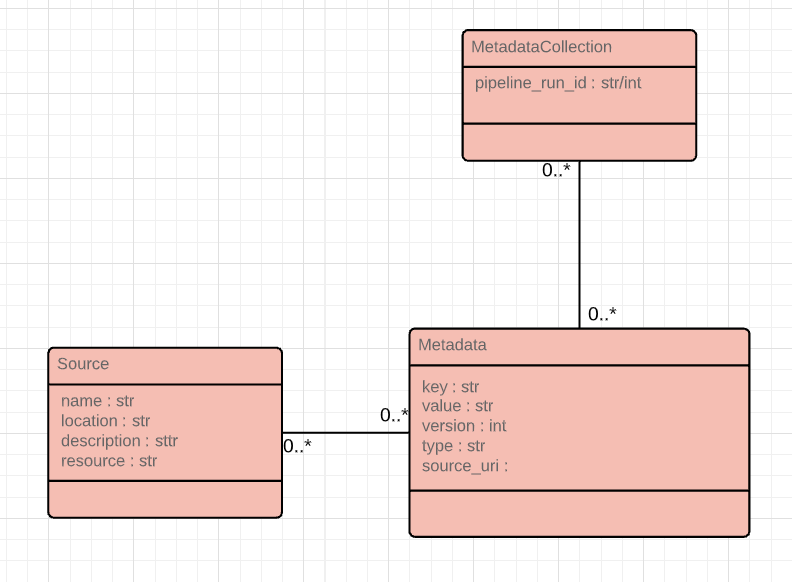 MetadataCollection
pipeline_run_id : str/int
0..*
0..*
Metadata
key : str
value : str
version : int
type : str
source_uri :
Source
name : str
location : str
description : sttr
resource : str
0..*
0..*